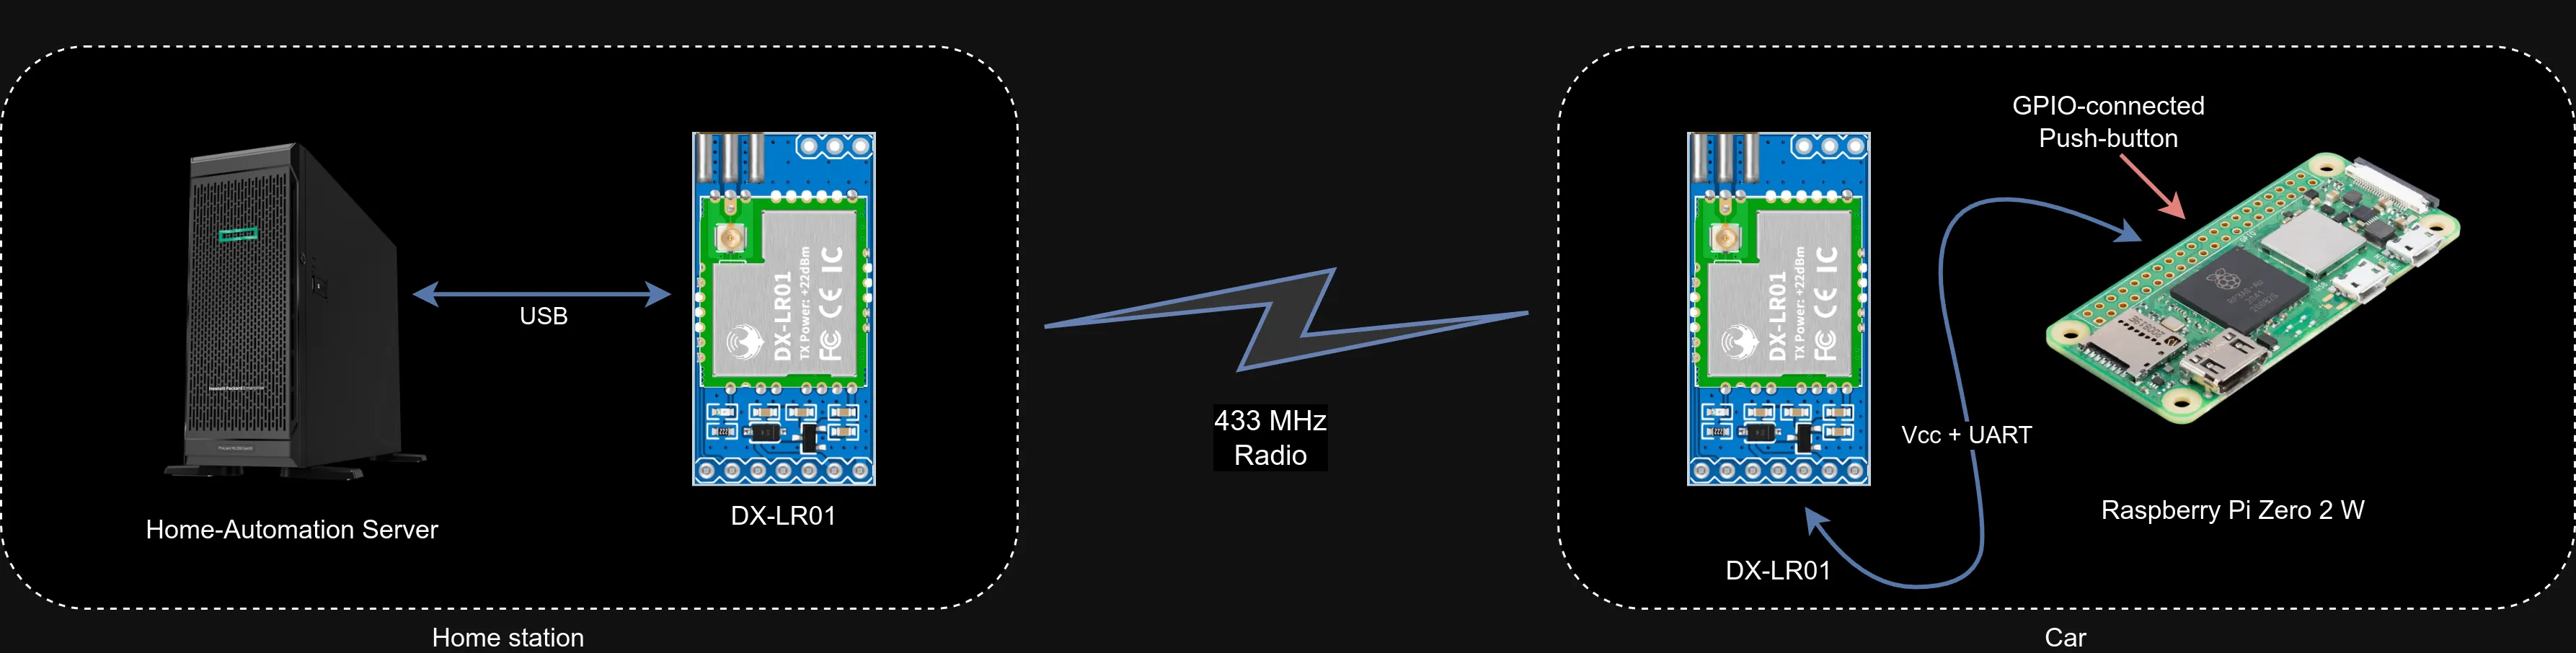 GPIO-connected
Push-button
DX-LR01
TX Power: +22dBm
FC CE IC
USB
Home-Automation Server
DX-LR01
433 MHz
Radio
DX-LR01
TX Power: +22dBm
FC CE IC
Vcc + UART
DX-LR01
Raspberry Pi Zero 2 W
Home station
Car